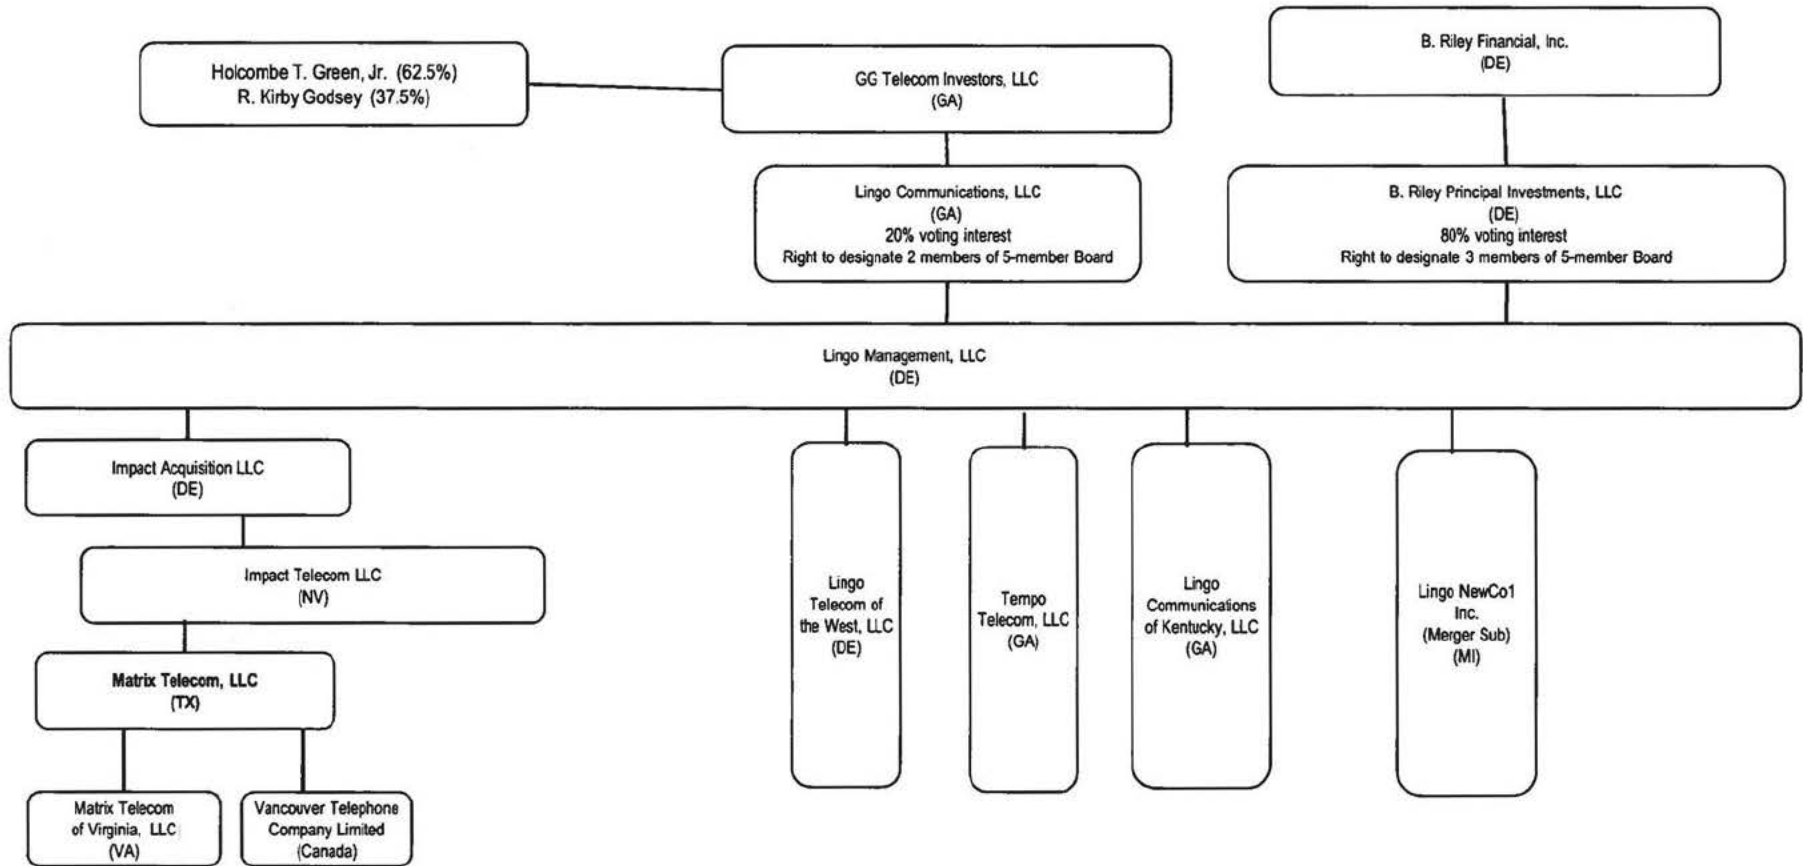 Holcombe T. Green, Jr. (62.5%)
R. Kirby Godsey (37.5%)
GG Telecom Investors, LLC
(GA)
B. Riley Financial, Inc.
(DE)
Lingo Communications, LLC
(GA)
20% voting interest
Right to designate 2 members of 5-member Board
B. Riley Principal Investments, LLC
(DE)
80% voting interest
Right to designate 3 members of 5-member Board
Lingo Management, LLC
(DE)
Impact Acquisition LLC
(DE)
Impact Telecom LLC
(NV)
Matrix Telecom, LLC
(TX)
Matrix Telecom
of Virginia, LLC
(VA)
Vancouver Telephone
Company Limited
(Canada)
Lingo
Telecom of
the West, LLC
(DE)
Tempo
Telecom, LLC
(GA)
Lingo
Communications
of Kentucky, LLC
(GA)
Lingo NewCo1
Inc.
(Merger Sub)
(MI)